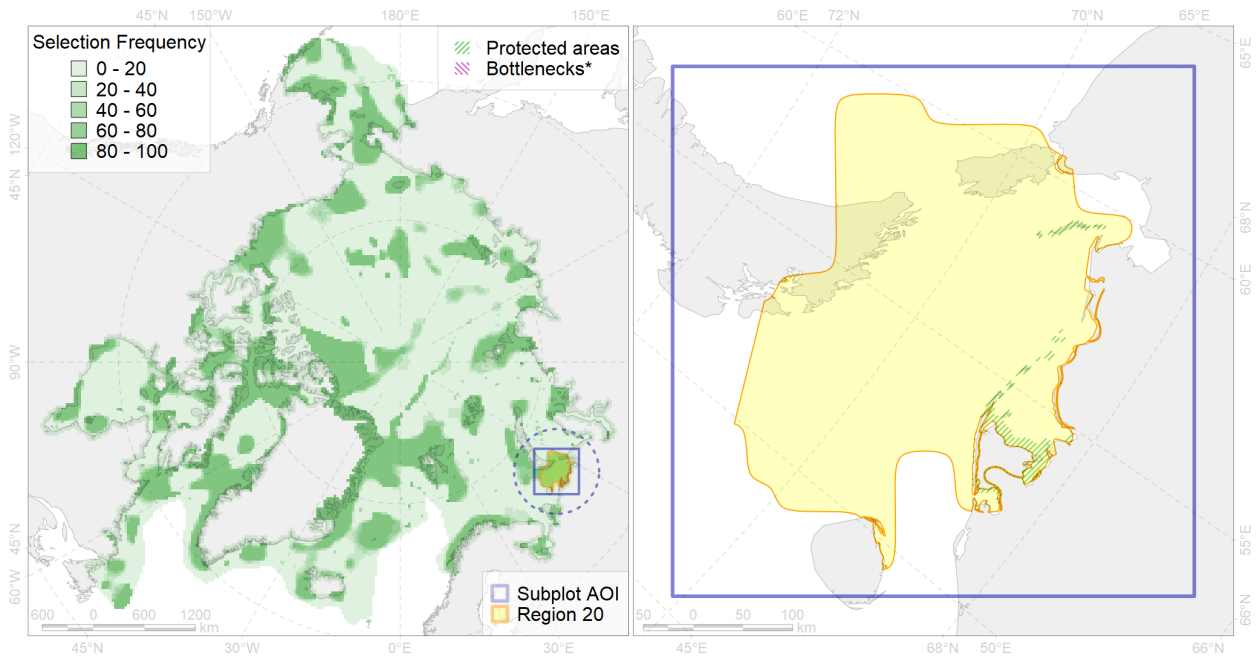 45°N 150°W 180°E 150°E
60°E 72°N 70°N 65°N
Selection Frequency
0 - 20
20 - 40
40 - 60
60 - 80
80 - 100
Protected areas
Bottlenecks*
120°W
45°N
90°W
45°N
60°W
65°E
68°N
60°E
55°E
66°N
Subplot AOI
Region 20
600 0 600 1200
km
50 0 50 100
km
45°N 30°W 0°E 30°E
45°E 68°N 50°E 66°N